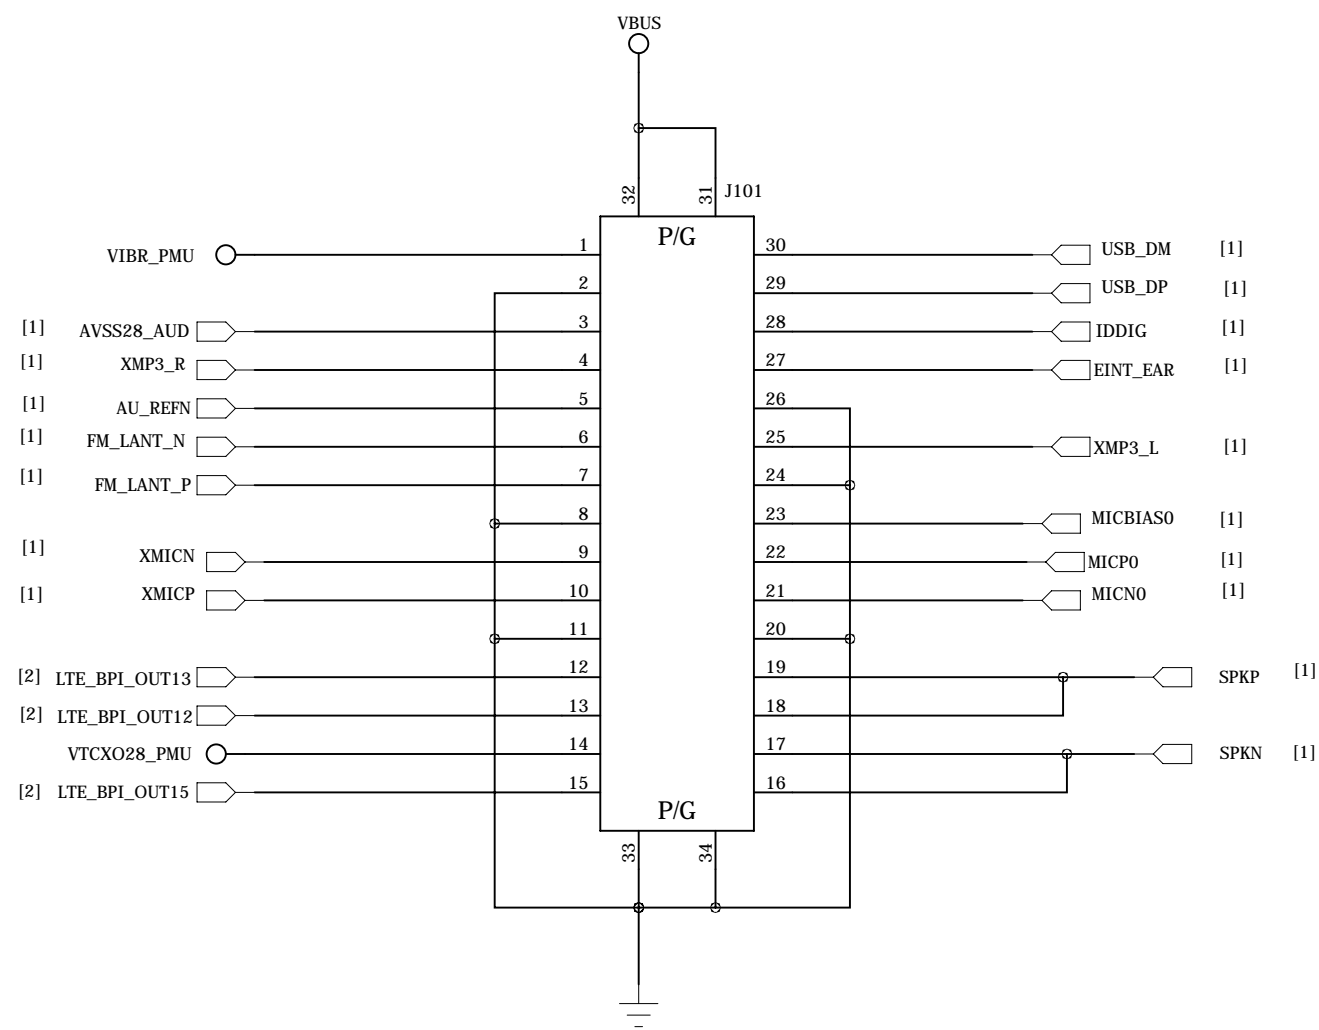 VBUS
32 31 J101
P/G
VIBR_PMU 1 30 USB_DM [1]
2 29 USB_DP [1]
[1] AVSS28_AUD 3 28 IDDIG [1]
[1] XMP3_R 4 27 EINT_EAR [1]
[1] AU_REFN 5 26
[1] FM_LANT_N 6 25 XMP3_L [1]
[1] FM_LANT_P 7 24
8 23 MICBIAS0 [1]
[1] XMICN 9 22 MICP0 [1]
[1] XMICP 10 21 MICN0 [1]
11 20
[2] LTE_BPI_OUT13 12 19 SPKP [1]
[2] LTE_BPI_OUT12 13 18
VTCXO28_PMU 14 17 SPKN [1]
[2] LTE_BPI_OUT15 15 16
P/G
33 34